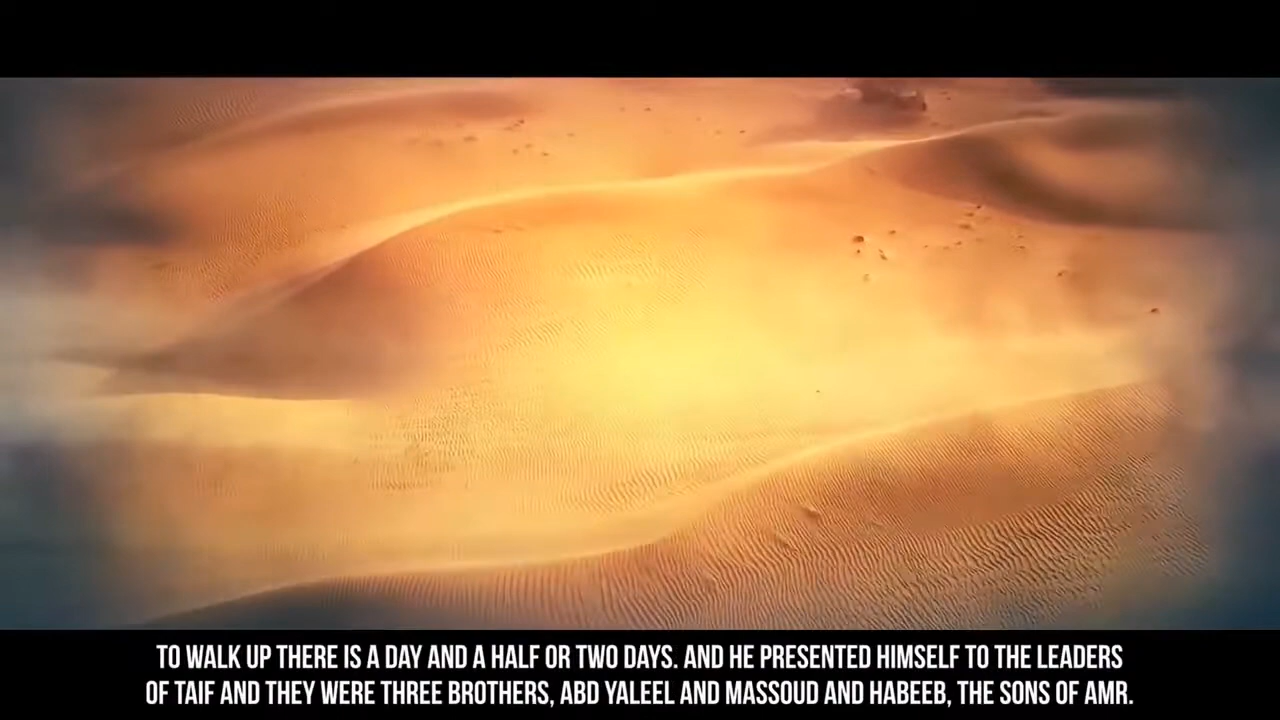 TO WALK UP THERE IS A DAY AND A HALF OR TWO DAYS. AND HE PRESENTED HIMSELF TO THE LEADERS
OF TAIF AND THEY WERE THREE BROTHERS, ABD YALEEL AND MASSOUD AND HABEEB, THE SONS OF AMR.